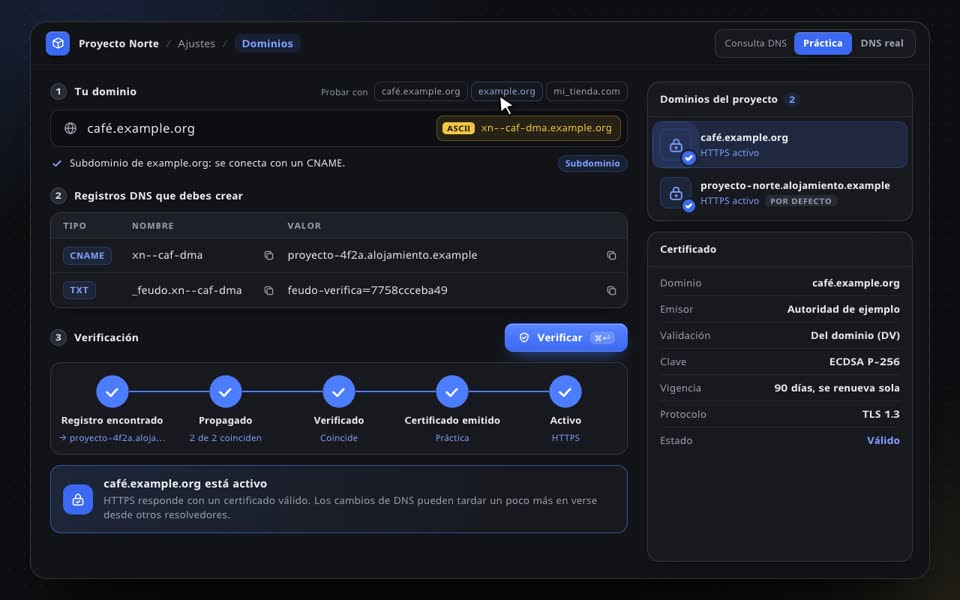 Proyecto Norte / Ajustes / Dominios
Consulta DNS Práctica DNS real
1 Tu dominio
Probar con café.example.org example.org mi_tienda.com
café.example.org
ASCII xn--caf-dma.example.org
Subdominio de example.org: se conecta con un CNAME.
Subdominio
2 Registros DNS que debes crear
TIPO NOMBRE VALOR
CNAME xn--caf-dma proyecto-4f2a.alojamiento.example
TXT _feudo.xn--caf-dma feudo-verifica=7758ccceba49
3 Verificación
Verificar ⌘↵
Registro encontrado Propagado Verificado Certificado emitido Activo
→ proyecto-4f2a.aloja… 2 de 2 coinciden Coincide Práctica HTTPS
café.example.org está activo
HTTPS responde con un certificado válido. Los cambios de DNS pueden tardar un poco más en verse
desde otros resolvedores.
Dominios del proyecto 2
café.example.org
HTTPS activo
proyecto-norte.alojamiento.example
HTTPS activo POR DEFECTO
Certificado
Dominio café.example.org
Emisor Autoridad de ejemplo
Validación Del dominio (DV)
Clave ECDSA P-256
Vigencia 90 días, se renueva sola
Protocolo TLS 1.3
Estado Válido